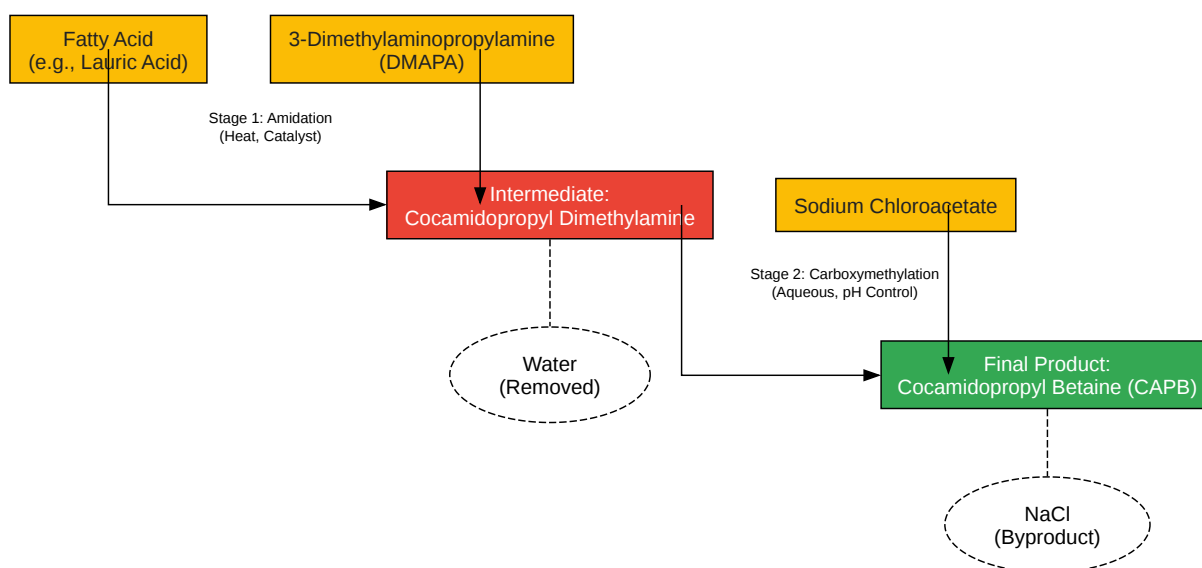 Fatty Acid
(e.g., Lauric Acid)
3-Dimethylaminopropylamine
(DMAPA)
Stage 1: Amidation
(Heat, Catalyst)
Intermediate:
Cocamidopropyl Dimethylamine
Sodium Chloroacetate
Stage 2: Carboxymethylation
(Aqueous, pH Control)
Water
(Removed)
Final Product:
Cocamidopropyl Betaine (CAPB)
NaCl
(Byproduct)